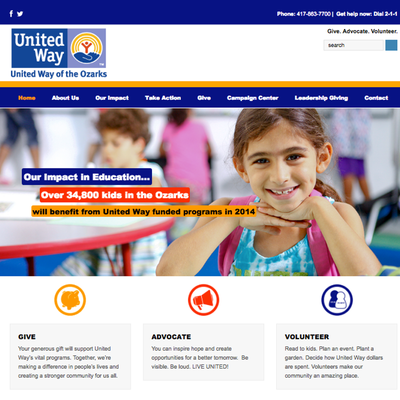 Phone: 417-863-7700 | Get help now: Dial 2-1-1
United Way
United Way of the Ozarks
Give. Advocate. Volunteer.
search
Home About Us Our Impact Take Action Give Campaign Center Leadership Giving Contact
Our Impact in Education...
Over 34,800 kids in the Ozarks
will benefit from United Way funded programs in 2014
GIVE
Your generous gift will support United
Way's vital programs. Together, we're
making a difference in people's lives and
creating a stronger community for us all.
ADVOCATE
You can inspire hope and create
opportunities for a better tomorrow. Be
visible. Be loud. LIVE UNITED!
VOLUNTEER
Read to kids. Plan an event. Plant a
garden. Decide how United Way dollars
are spent. Volunteers make our
community an amazing place.